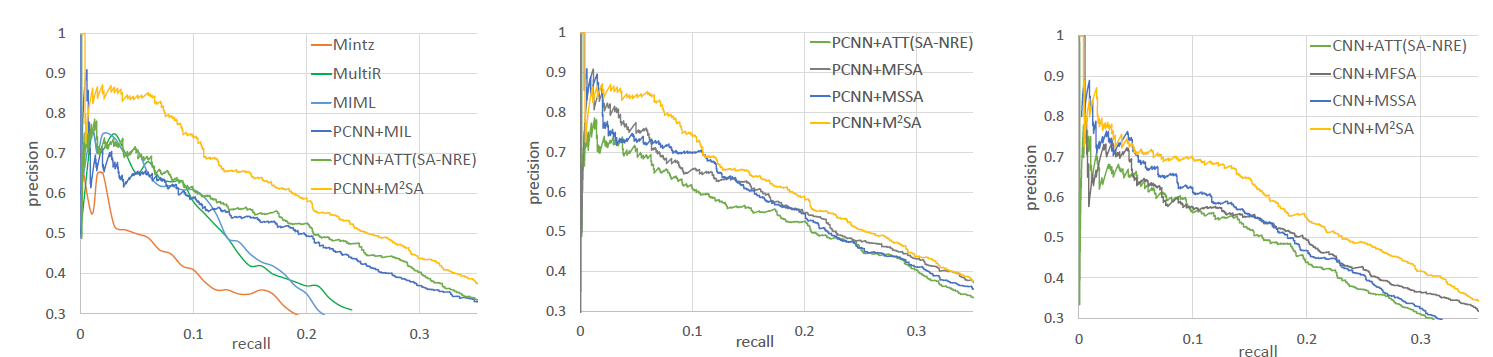 1
0.9
0.8
0.7
0.6
0.5
0.4
0.3
precision
0
0.1
0.2
0.3
recall
Mintz
MultiR
MIML
PCNN+MIL
PCNN+ATT(SA-NRE)
PCNN+M²SA
1
0.9
0.8
0.7
0.6
0.5
0.4
0.3
precision
0
0.1
0.2
0.3
recall
PCNN+ATT(SA-NRE)
PCNN+MFSA
PCNN+MSSA
PCNN+M²SA
1
0.9
0.8
0.7
0.6
0.5
0.4
0.3
precision
0
0.1
0.2
0.3
recall
CNN+ATT(SA-NRE)
CNN+MFSA
CNN+MSSA
CNN+M²SA